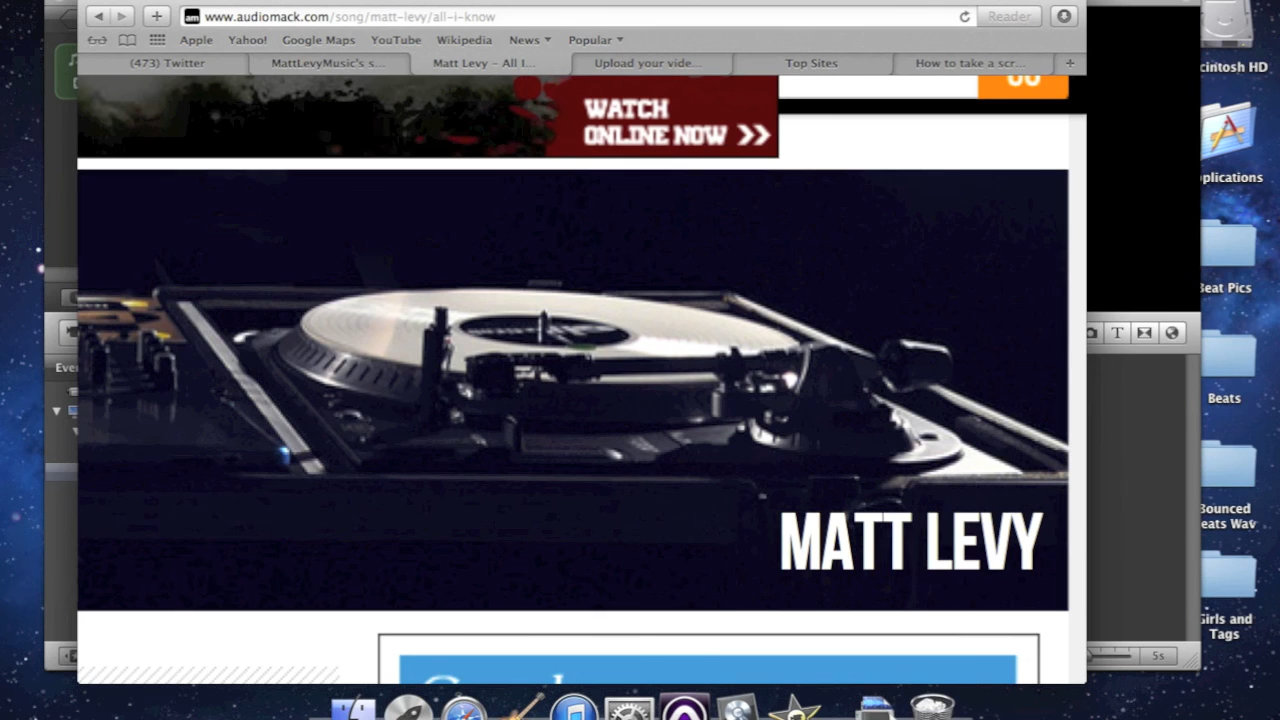 www.audiomack.com/song/matt-levy/all-i-know
Reader
Apple Yahoo! Google Maps YouTube Wikipedia News Popular
(473) Twitter MattLevyMusic's s... Matt Levy – All I... Upload your vide... Top Sites How to take a scr...
cintosh HD
WATCH
ONLINE NOW >>
plications
Beat Pics
T
Eve
Beats
Bounced
eats Wav
MATT LEVY
Girls and
Tags
5s